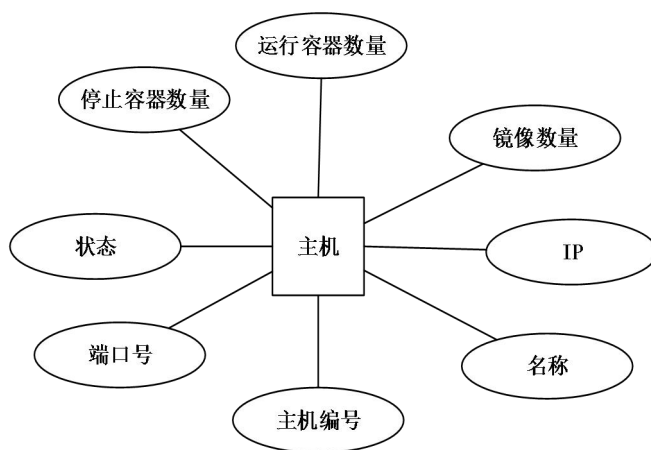 运行容器数量
停止容器数量
镜像数量
状态
主机
IP
端口号
名称
主机编号